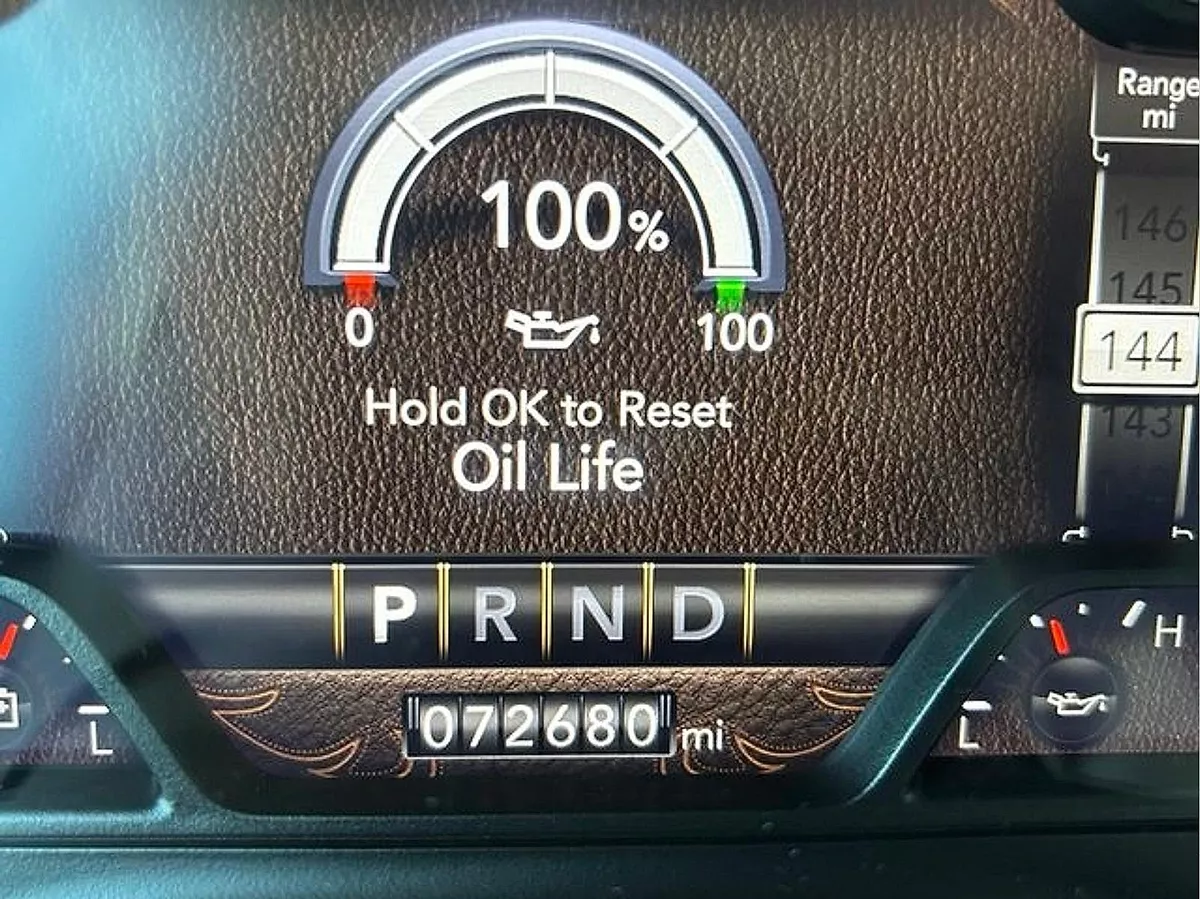 100%
0
100
Hold OK to Reset
Oil Life
Range
mi
146
145
144
143
P R N D
072680 mi
L
L
H